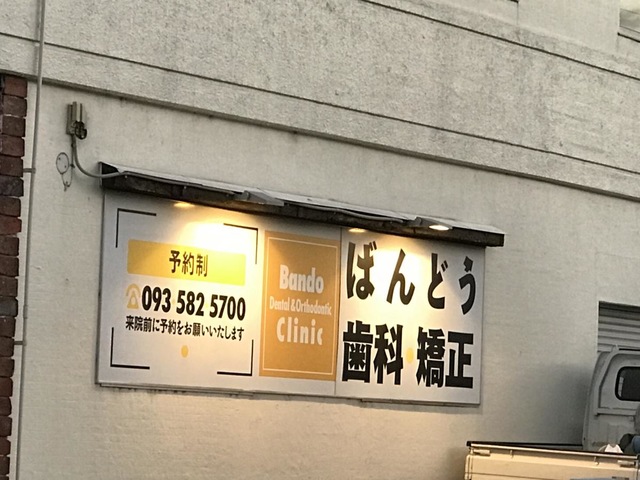 予約制
093 582 5700
来院前に予約をお願いいたします
Bando
Dental & Orthodontic
Clinic
ばんどう
歯科・矯正